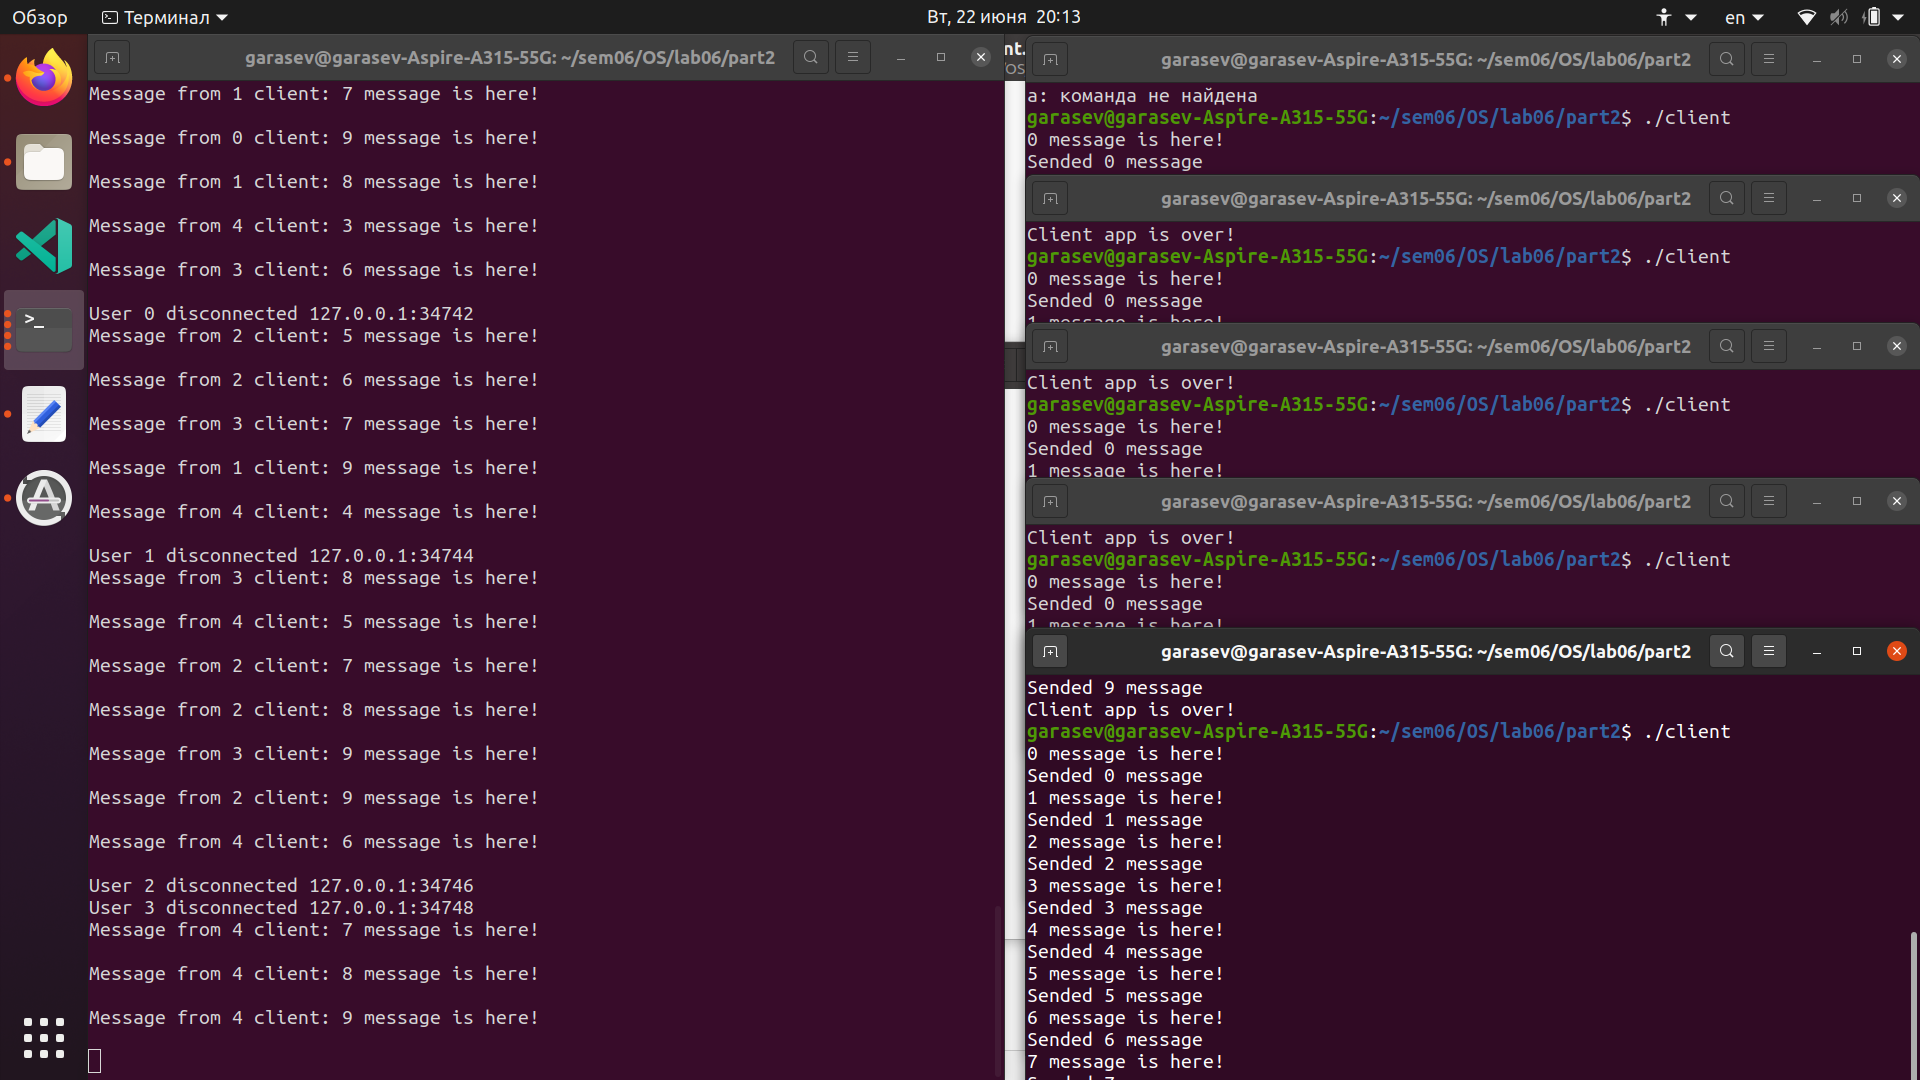 Обзор
Терминал
Вт, 22 июня 20:13
en
garasev@garasev-Aspire-A315-55G: ~/sem06/OS/lab06/part2
Message from 1 client: 7 message is here!
Message from 0 client: 9 message is here!
Message from 1 client: 8 message is here!
Message from 4 client: 3 message is here!
Message from 3 client: 6 message is here!
User 0 disconnected 127.0.0.1:34742
Message from 2 client: 5 message is here!
Message from 2 client: 6 message is here!
Message from 3 client: 7 message is here!
Message from 1 client: 9 message is here!
Message from 4 client: 4 message is here!
User 1 disconnected 127.0.0.1:34744
Message from 3 client: 8 message is here!
Message from 4 client: 5 message is here!
Message from 2 client: 7 message is here!
Message from 2 client: 8 message is here!
Message from 3 client: 9 message is here!
Message from 2 client: 9 message is here!
Message from 4 client: 6 message is here!
User 2 disconnected 127.0.0.1:34746
User 3 disconnected 127.0.0.1:34748
Message from 4 client: 7 message is here!
Message from 4 client: 8 message is here!
Message from 4 client: 9 message is here!
nt.
/OS
garasev@garasev-Aspire-A315-55G: ~/sem06/OS/lab06/part2
a: команда не найдена
garasev@garasev-Aspire-A315-55G:~/sem06/OS/lab06/part2$ ./client
0 message is here!
Sended 0 message
garasev@garasev-Aspire-A315-55G: ~/sem06/OS/lab06/part2
Client app is over!
garasev@garasev-Aspire-A315-55G:~/sem06/OS/lab06/part2$ ./client
0 message is here!
Sended 0 message
1 message is here!
garasev@garasev-Aspire-A315-55G: ~/sem06/OS/lab06/part2
Client app is over!
garasev@garasev-Aspire-A315-55G:~/sem06/OS/lab06/part2$ ./client
0 message is here!
Sended 0 message
1 message is here!
garasev@garasev-Aspire-A315-55G: ~/sem06/OS/lab06/part2
Client app is over!
garasev@garasev-Aspire-A315-55G:~/sem06/OS/lab06/part2$ ./client
0 message is here!
Sended 0 message
1 message is here!
garasev@garasev-Aspire-A315-55G: ~/sem06/OS/lab06/part2
Sended 9 message
Client app is over!
garasev@garasev-Aspire-A315-55G:~/sem06/OS/lab06/part2$ ./client
0 message is here!
Sended 0 message
1 message is here!
Sended 1 message
2 message is here!
Sended 2 message
3 message is here!
Sended 3 message
4 message is here!
Sended 4 message
5 message is here!
Sended 5 message
6 message is here!
Sended 6 message
7 message is here!